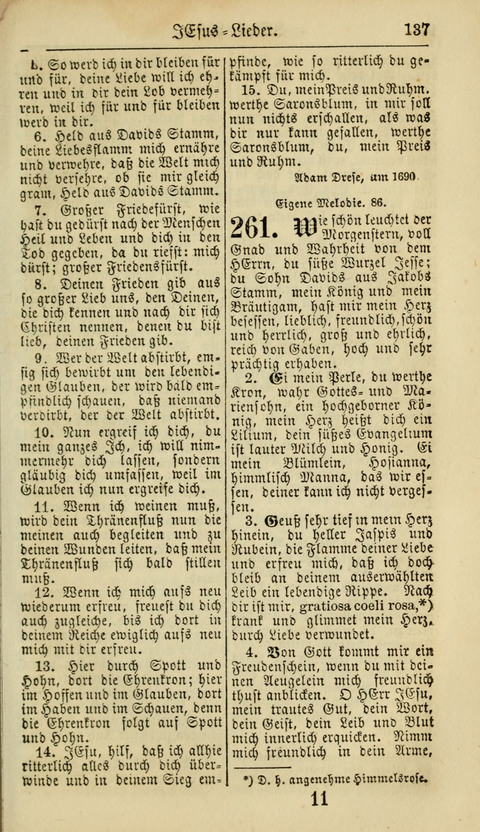 JEsus-Lieder.
137
5. So werd ich in dir bleiben für
und für, deine Liebe will ich eh-
ren und in dir dein Lob vermeh-
ren, weil ich für und für bleiben
werd in dir.
6. Held aus Davids Stamm,
deine Liebesflamm mich ernähre
und verwehre, daß die Welt mich
nicht versehre, ob sie mir gleich
gram, Held aus Davids Stamm.
7. Großer Friedefürst, wie
hast du gedürst nach der Menschen
Heil und Leben und dich in den
Tod gegeben, da du riefst: mich
dürst; großer Friedensfürst.
8. Deinen Frieden gib aus
so großer Lieb uns, den Deinen,
die dich kennen und nach dir sich
Christen nennen, denen du bist
lieb, deinen Frieden gib.
9. Wer der Welt abstirbt, em-
sig sich bewirbt um den lebendi-
gen Glauben, der wird bald em-
pfindlich schauen, daß niemand
verdirbt, der der Welt abstirbt.
10. Nun ergreif ich dich, du
mein ganzes Ich, ich will nim-
mermehr dich lassen, sondern
gläubig dich umfassen, weil im
Glauben ich nun ergreife dich.
11. Wenn ich weinen muß,
wird dein Thränenfluß nun die
meinen auch begleiten und zu
deinen Wunden leiten, daß mein
Thränenfluß sich bald stillen
muß.
12. Wenn ich mich aufs neu
wiederum erfreu, freuest du dich
auch zugleiche, bis ich dort in
deinem Reiche ewiglich aufs neu
mich mit dir erfreu.
13. Hier durch Spott und
Hohn, dort die Ehrenkron; hier
im Hoffen und im Glauben, dort
im Haben und im Schauen, denn
die Ehrenkron folgt auf Spott
und Hohn.
14. JEsu, hilf, daß ich allhie
ritterlich alles durch dich über-
winde und in deinem Sieg em-
pfinde, wie so ritterlich du ge-
kämpft für mich.
15. Du, mein Preis und Ruhm.
werthe Saronsblum, in mir soll
nun nichts erschallen, als was
dir nur kann gefallen, werthe
Saronsblum, du, mein Preis
und Ruhm.
Adam Drese, um 1690.
Eigene Melodie. 86.
261. Wie schön leuchtet der
Morgenstern, voll
Gnad und Wahrheit von dem
HErrn, du süße Wurzel Jesse;
du Sohn Davids aus Jakobs
Stamm, mein König und mein
Bräutigam, hast mir mein Herz
besessen, lieblich, freundlich, schön
und herrlich, groß und ehrlich,
reich von Gaben, hoch und sehr
prächtig erhaben.
2. Ei mein Perle, du werthe
Kron, wahr Gottes- und Ma-
riensohn, ein hochgeborner Kö-
nig, mein Herz heißt dich ein
Lilium, dein süßes Evangelium
ist lauter Milch und Honig. Ei
mein Blümlein, Hosianna,
himmlisch Manna, das wir es-
sen, deiner kann ich nicht verges-
sen.
3. Geuß sehr tief in mein Herz
hinein, du heller Jaspis und
Rubein, die Flamme deiner Liebe
und erfreu mich, daß ich doch
bleib an deinem auserwählten
Leib ein lebendige Rippe. Nach
dir ist mir, gratiosa coeli rosa,*)
krank und glimmet mein Herz,
durch Liebe verwundet.
4. Von Gott kommt mir ein
Freudenschein, wenn du mit dei-
nen Aeugelein mich freundlich
thust anblicken. O HErr JEsu,
mein trautes Gut, dein Wort,
dein Geist, dein Leib und Blut
mich innerlich erquicken. Nimm
mich freundlich in dein Arme,
*) D. h. angenehme Himmelsrose.
11